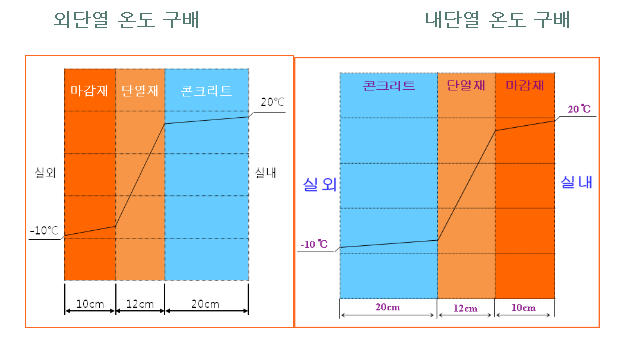 외단열 온도 구배
마감재 단열재 콘크리트
20℃
실외
실내
-10℃
10cm 12cm 20cm
내단열 온도 구배
콘크리트 단열재 마감재
20℃
실외
실내
-10℃
20cm 12cm 10cm